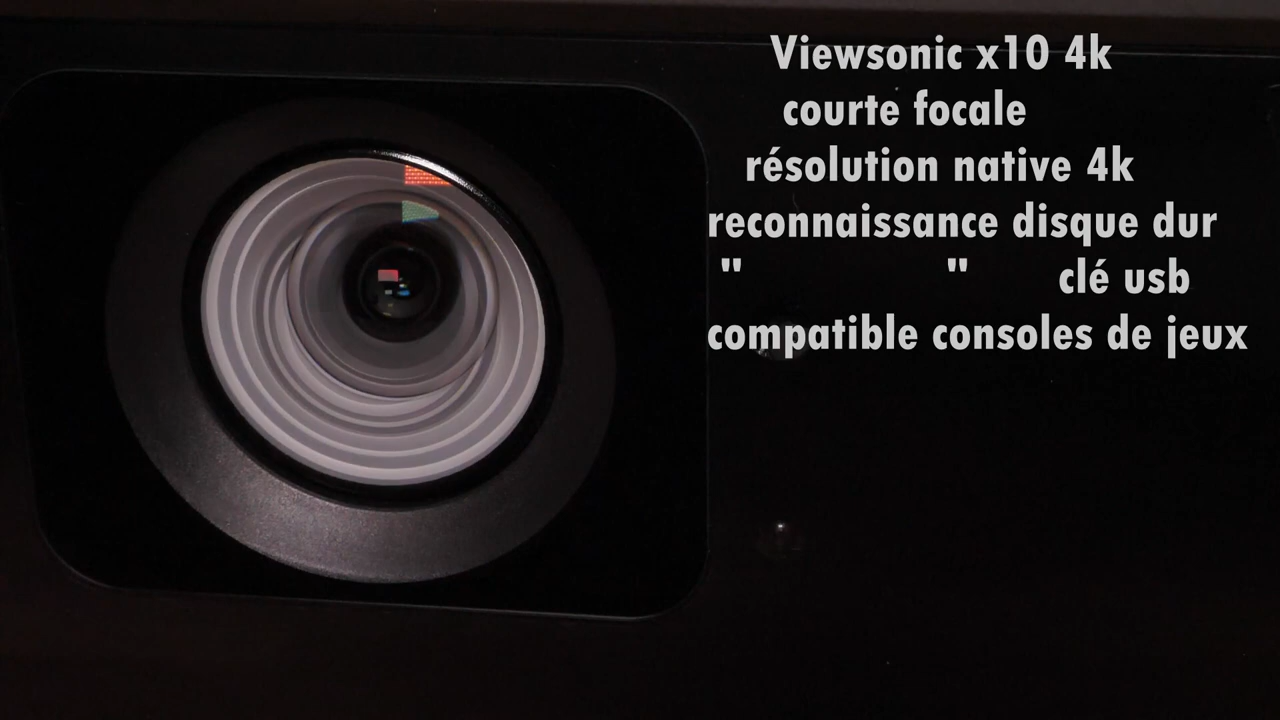 Viewsonic x10 4k
courte focale
résolution native 4k
reconnaissance disque dur
" " clé usb
compatible consoles de jeux